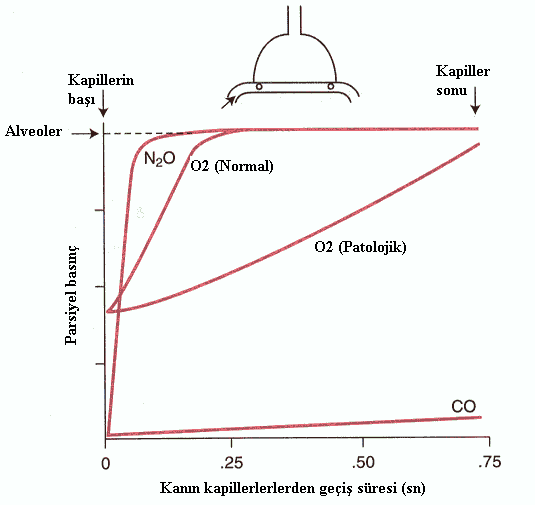 Kapillerin
başı
Kapiller
sonu
Alveoler
N₂O
O2 (Normal)
O2 (Patolojik)
Parsiyel basınç
CO
0
.25
.50
.75
Kanın kapillerlerlerden geçiş süresi (sn)